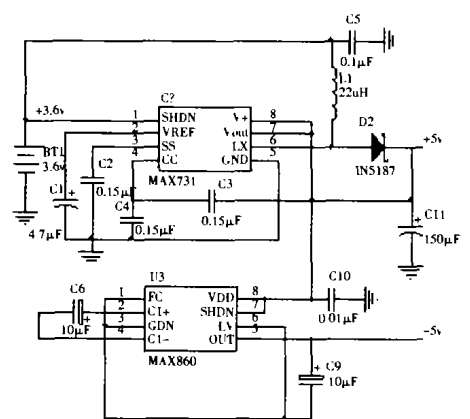 C5
0.1μF
L1
22uH
+3.6v
C?
1 SHDN V+ 8
2 VREF Vout 7
3 SS LX 6
4 CC GND 5
MAX731
D2
IN5187
+5v
BT1
3.6v
C1
4.7μF
C2
0.15μF
C3
0.15μF
C4
0.15μF
C11
150μF
U3
1 FC VDD 8
2 C1+ SHDN 7
3 GDN LV 6
4 C1- OUT 5
MAX860
C6
10μF
C10
0.01μF
-5v
C9
10μF